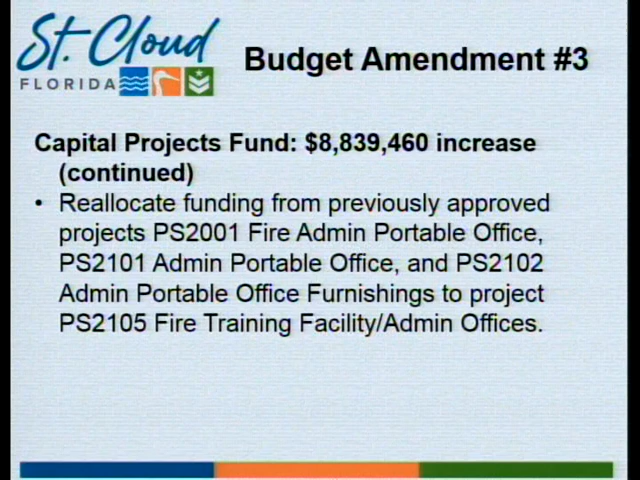 St. Cloud
FLORIDA
Budget Amendment #3
Capital Projects Fund: $8,839,460 increase
(continued)
• Reallocate funding from previously approved
projects PS2001 Fire Admin Portable Office,
PS2101 Admin Portable Office, and PS2102
Admin Portable Office Furnishings to project
PS2105 Fire Training Facility/Admin Offices.